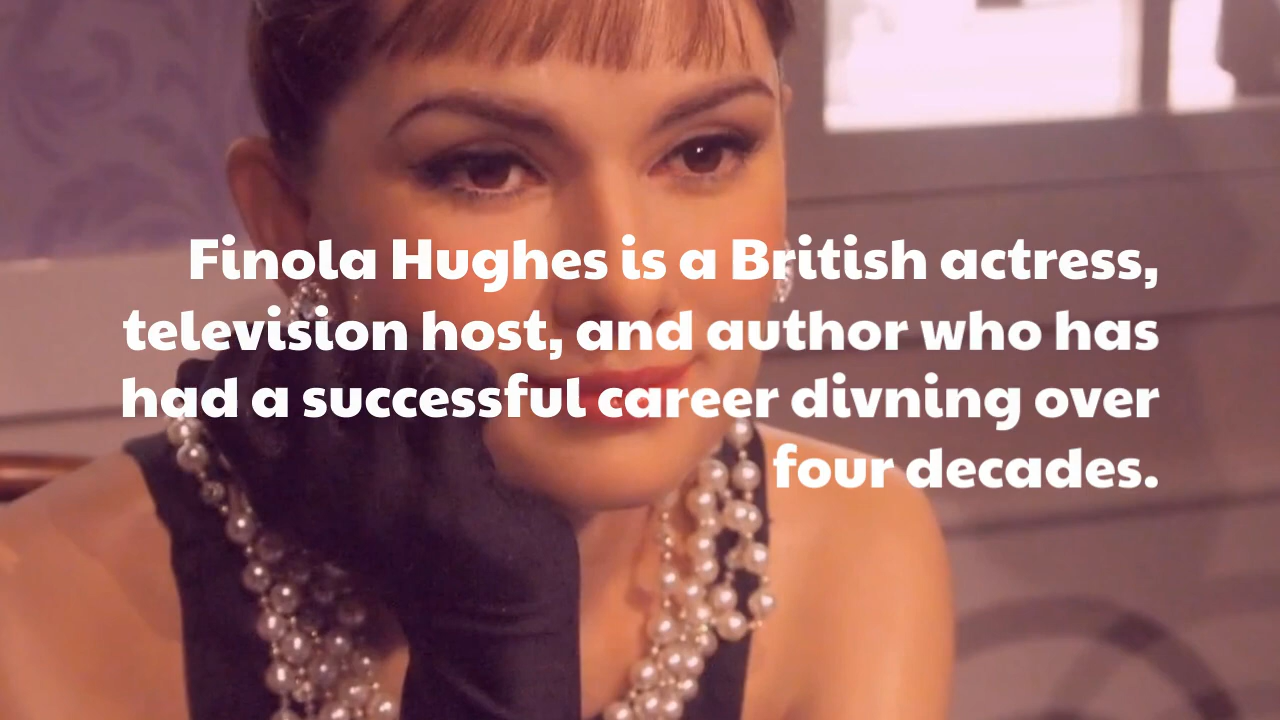 Finola Hughes is a British actress,
television host, and author who has
had a successful career divning over
four decades.